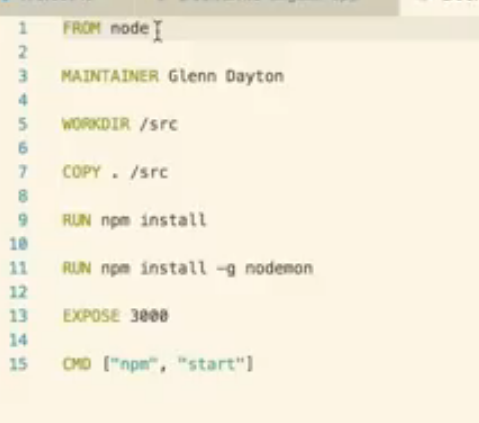 1 FROM node
2
3 MAINTAINER Glenn Dayton
4
5 WORKDIR /src
6
7 COPY . /src
8
9 RUN npm install
10
11 RUN npm install -g nodemon
12
13 EXPOSE 3000
14
15 CMD ["npm", "start"]